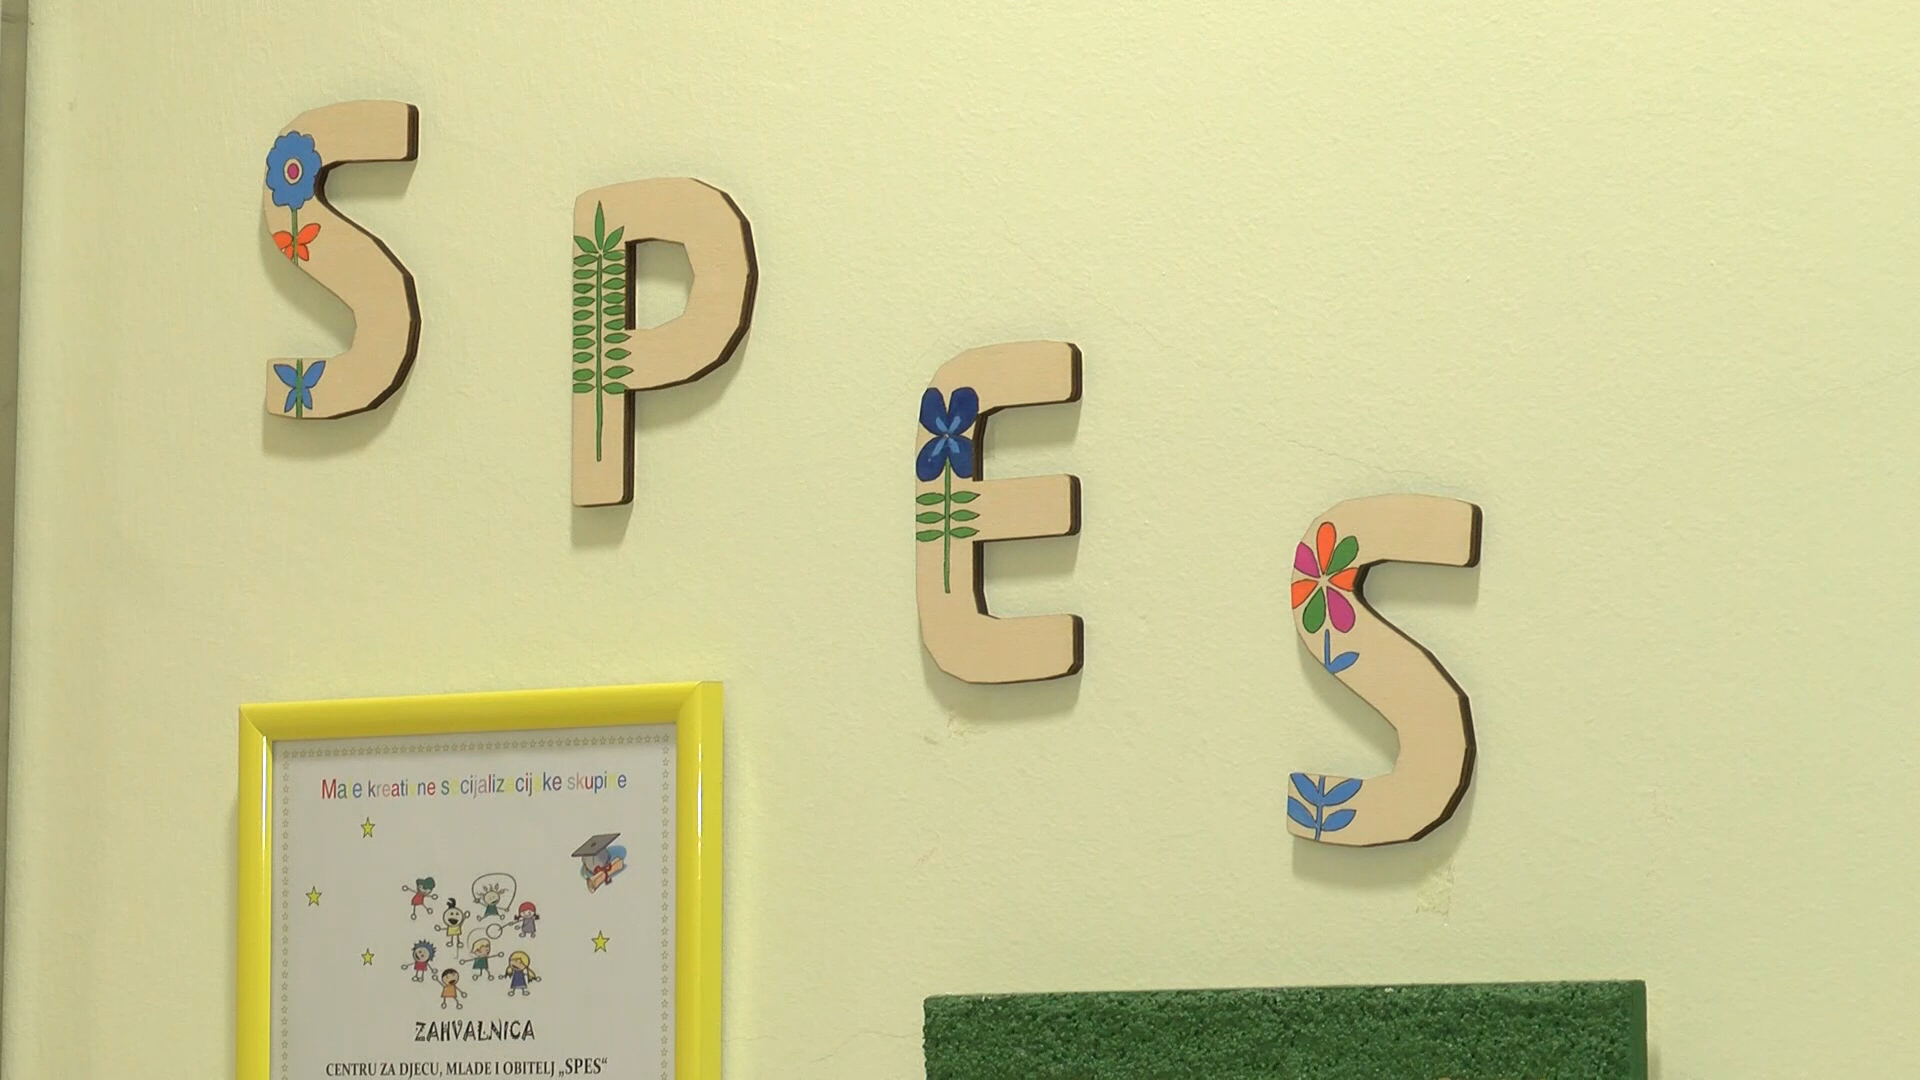 SPES
Male kreativne socijalizacijske skupine
ZAHVALNICA
CENTRU ZA DJECU, MLADE I OBITELJ „SPES“